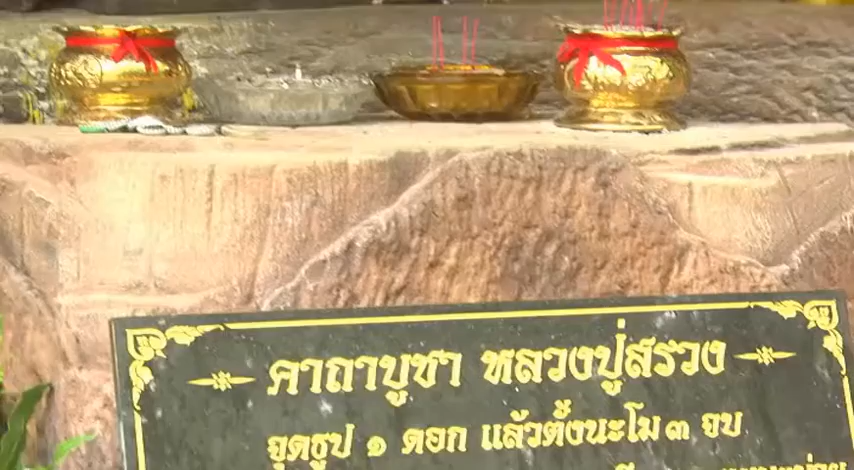 คาถาบูชา หลวงปู่สรวง
จุดธูป ๑ ดอก แล้วตั้งนะโม ๓ จบ